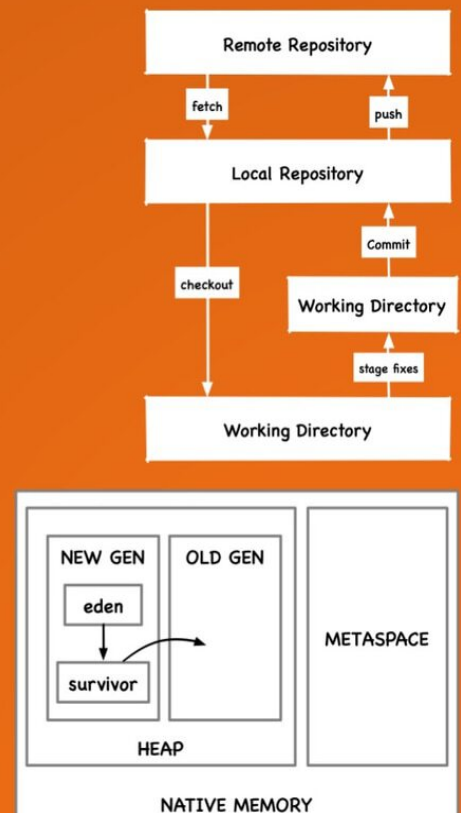 Remote Repository
fetch
push
Local Repository
Commit
checkout
Working Directory
stage fixes
Working Directory
NEW GEN
OLD GEN
eden
survivor
METASPACE
HEAP
NATIVE MEMORY